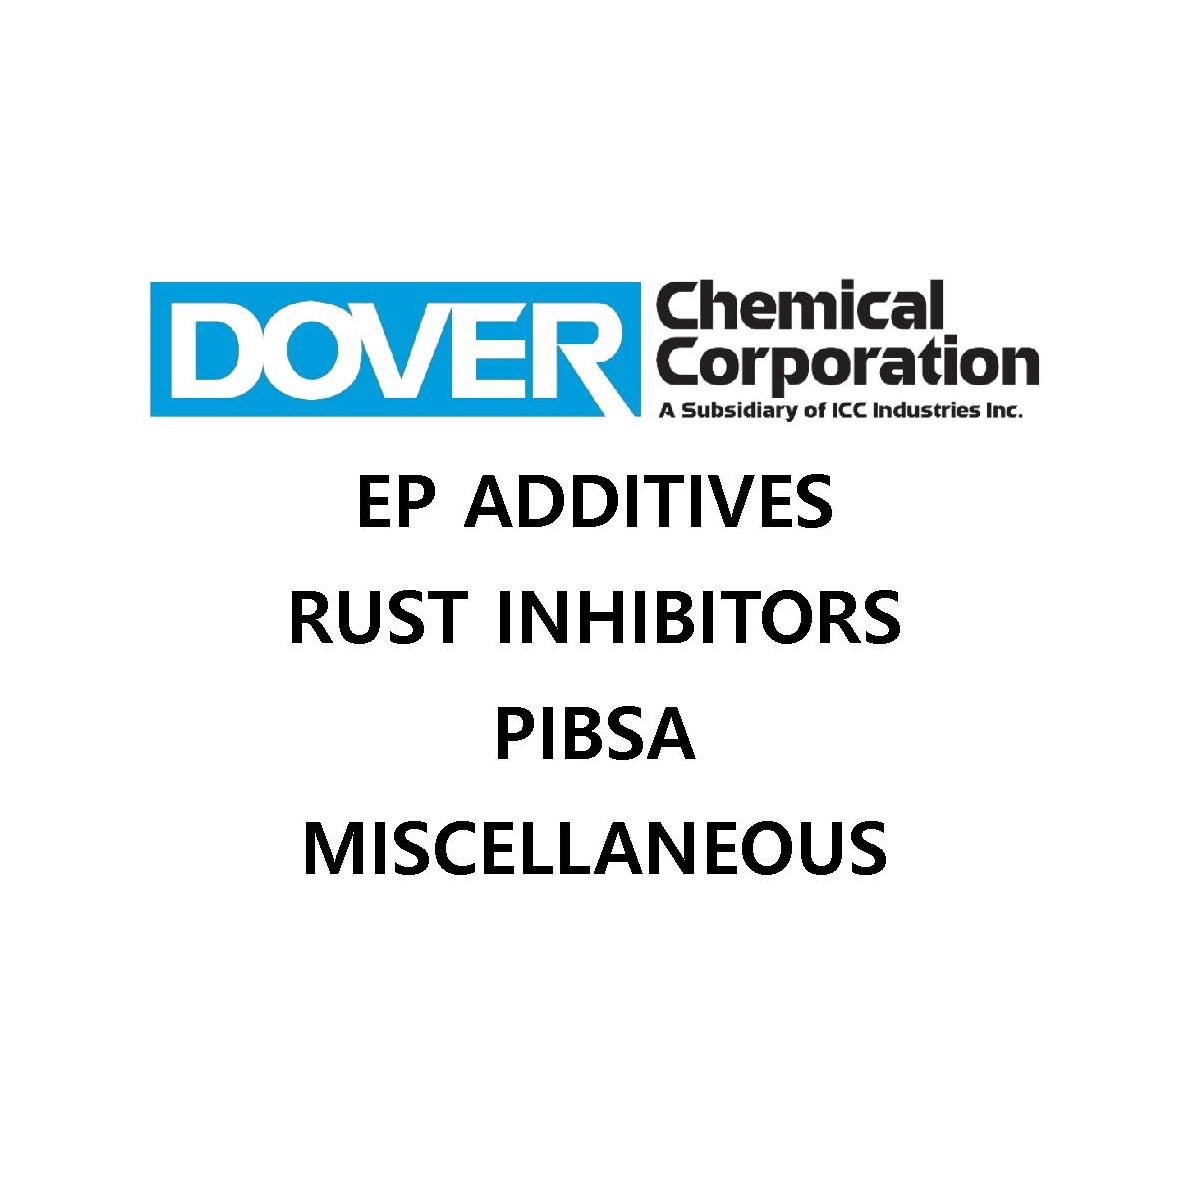 DOVER Chemical
Corporation
A Subsidiary of ICC Industries Inc.
EP ADDITIVES
RUST INHIBITORS
PIBSA
MISCELLANEOUS